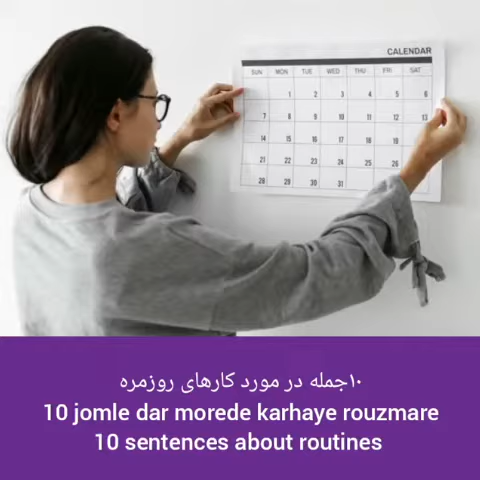 CALENDAR
SUN MON TUE WED THU FRI SAT
1 2 3 4 5 6
7 8 9 10 11 12 13
14 15 16 17 18 19
21 22 23 24 25 26
28 29 30 31
۱۰جمله در مورد کارهای روزمره
10 jomle dar morede karhaye rouzmare
10 sentences about routines